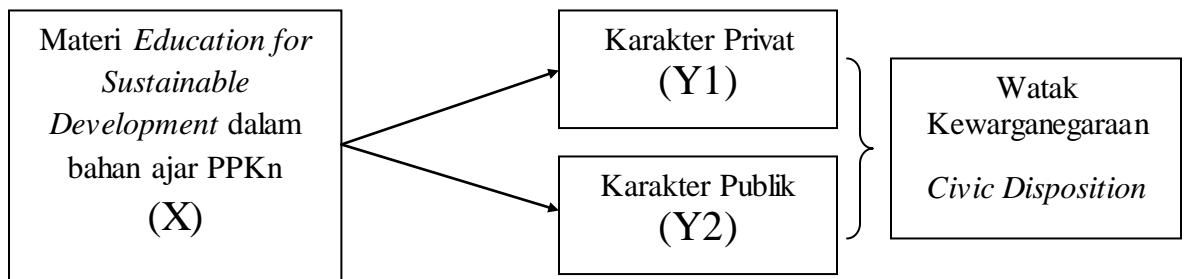 Materi Education for
Sustainable
Development dalam
bahan ajar PPKn
(X)
Karakter Privat
(Y1)
Karakter Publik
(Y2)
Watak
Kewarganegaraan
Civic Disposition